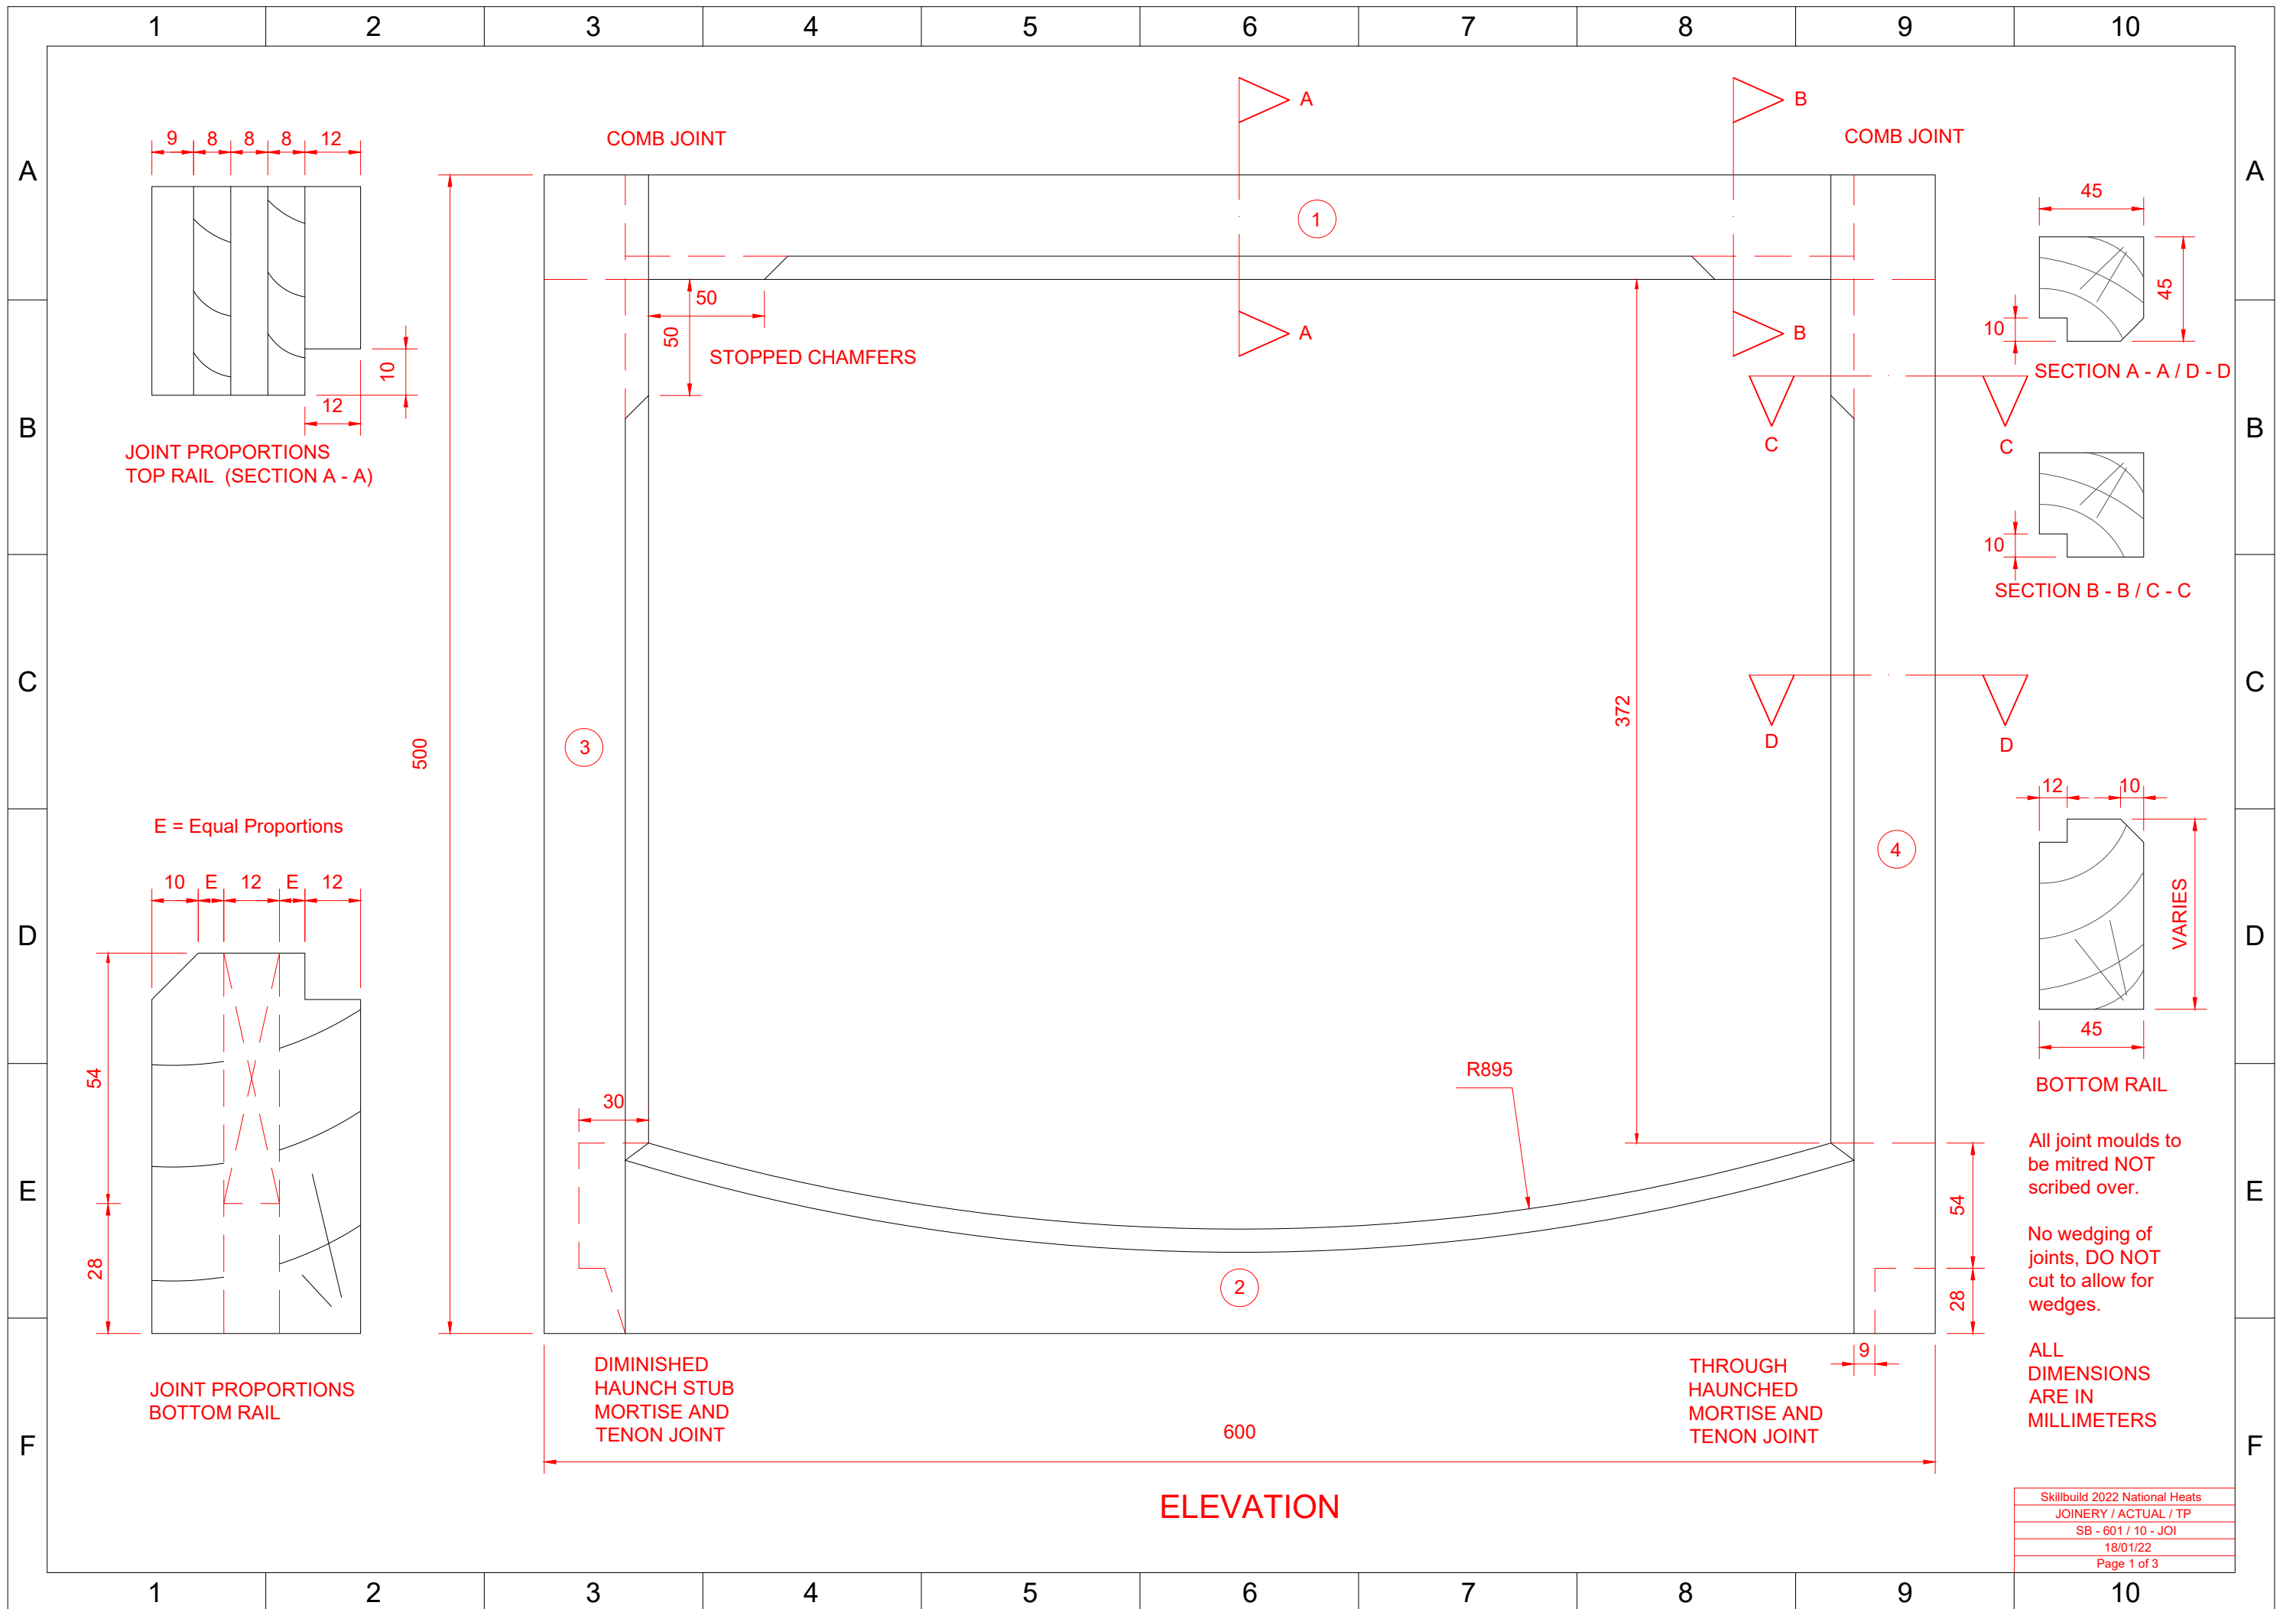 1 2 3 4 5 6 7 8 9 10
A
B
C
D
E
F
A
B
C
D
E
F
1 2 3 4 5 6 7 8 9 10
9 8 8 8 12
10
12
JOINT PROPORTIONS
TOP RAIL (SECTION A - A)
E = Equal Proportions
10 E 12 E 12
54
28
JOINT PROPORTIONS
BOTTOM RAIL
COMB JOINT
COMB JOINT
A
B
A
B
1
50
50
STOPPED CHAMFERS
C
C
D
D
500
372
3
4
30
R895
2
54
28
9
DIMINISHED
HAUNCH STUB
MORTISE AND
TENON JOINT
THROUGH
HAUNCHED
MORTISE AND
TENON JOINT
600
ELEVATION
45
45
10
SECTION A - A / D - D
10
SECTION B - B / C - C
12 10
VARIES
45
BOTTOM RAIL
All joint moulds to
be mitred NOT
scribed over.
No wedging of
joints, DO NOT
cut to allow for
wedges.
ALL
DIMENSIONS
ARE IN
MILLIMETERS
Skillbuild 2022 National Heats
JOINERY / ACTUAL / TP
SB - 601 / 10 - JOI
18/01/22
Page 1 of 3